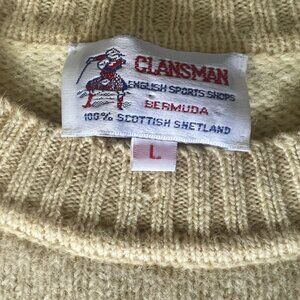 CLANSMAN
ENGLISH SPORTS SHOPS
BERMUDA
100% SCOTTISH SHETLAND
L